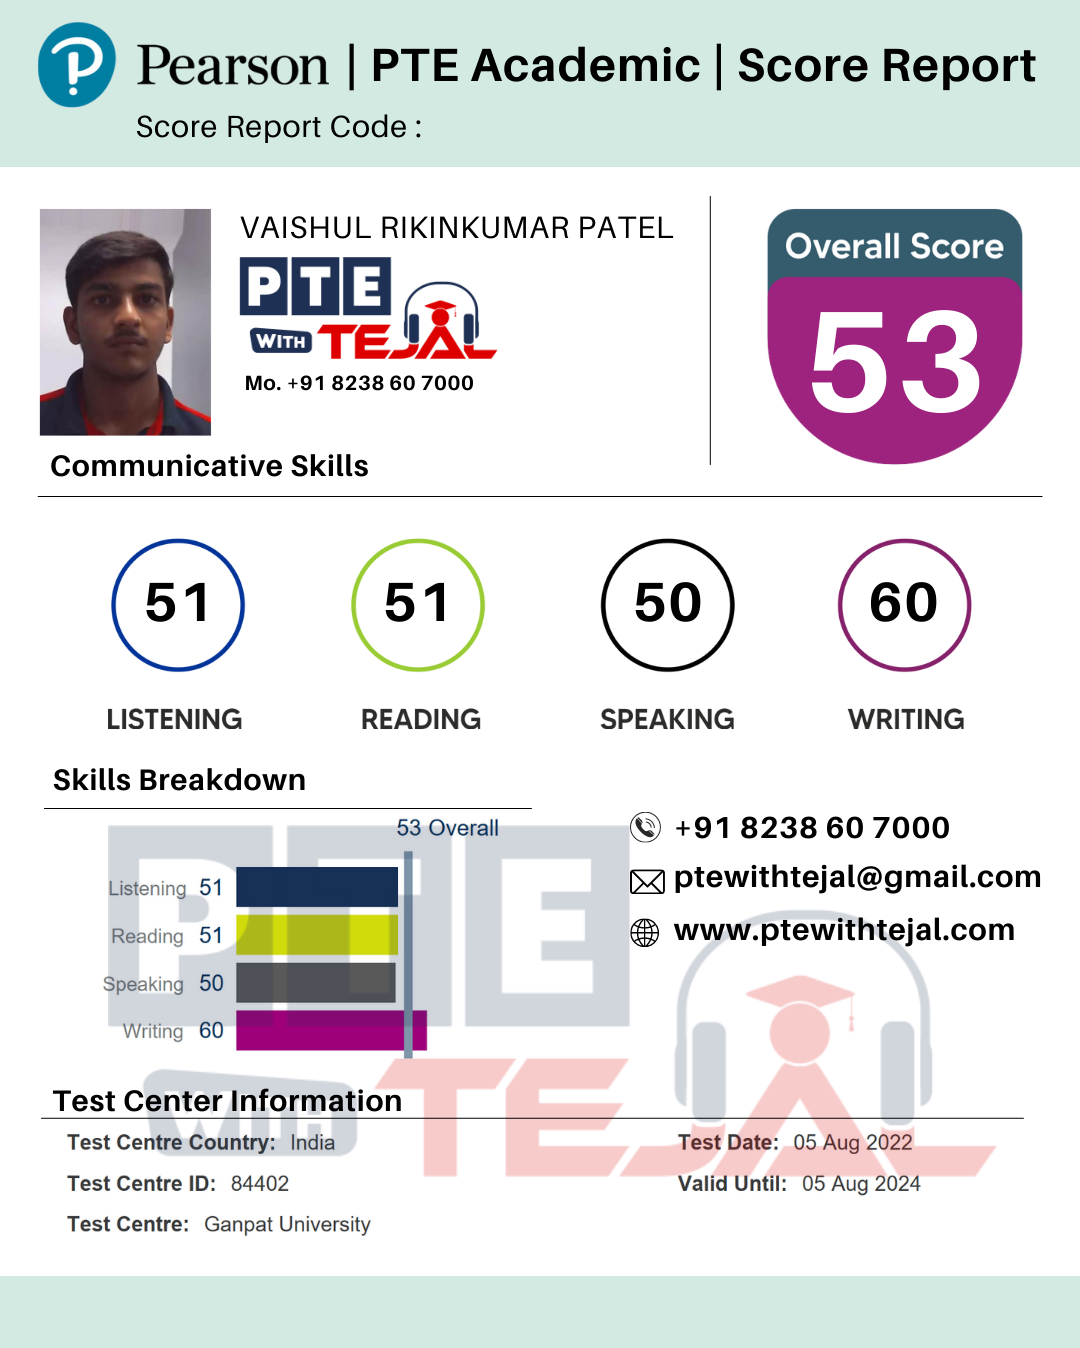 Pearson | PTE Academic | Score Report
Score Report Code :
VAISHUL RIKINKUMAR PATEL
PTE
WITH TEJAL
Mo. +91 8238 60 7000
Overall Score
53
Communicative Skills
51 51 50 60
LISTENING READING SPEAKING WRITING
Skills Breakdown
53 Overall
Listening 51
Reading 51
Speaking 50
Writing 60
+91 8238 60 7000
ptewithtejal@gmail.com
www.ptewithtejal.com
PTE
WITH TEJAL
Test Center Information
Test Centre Country: India
Test Date: 05 Aug 2022
Test Centre ID: 84402
Valid Until: 05 Aug 2024
Test Centre: Ganpat University